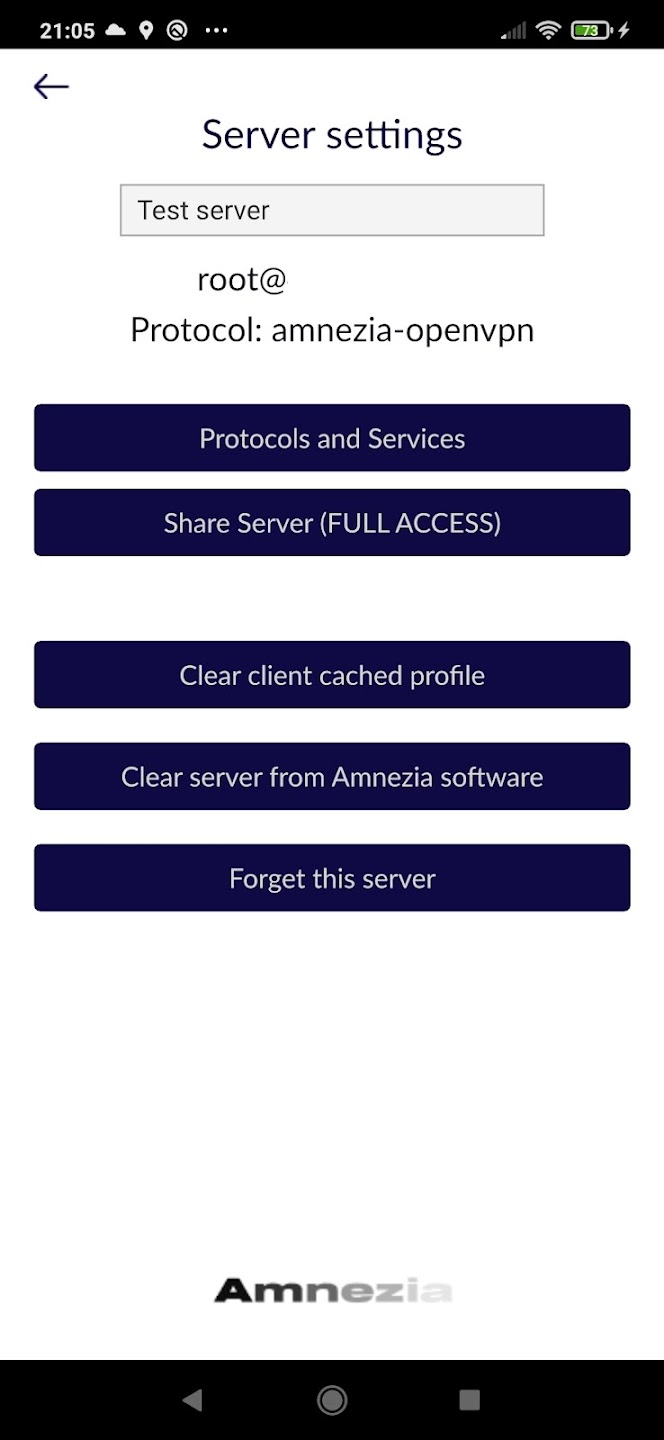 21:05
73
Server settings
Test server
root@
Protocol: amnezia-openvpn
Protocols and Services
Share Server (FULL ACCESS)
Clear client cached profile
Clear server from Amnezia software
Forget this server
Amnezia